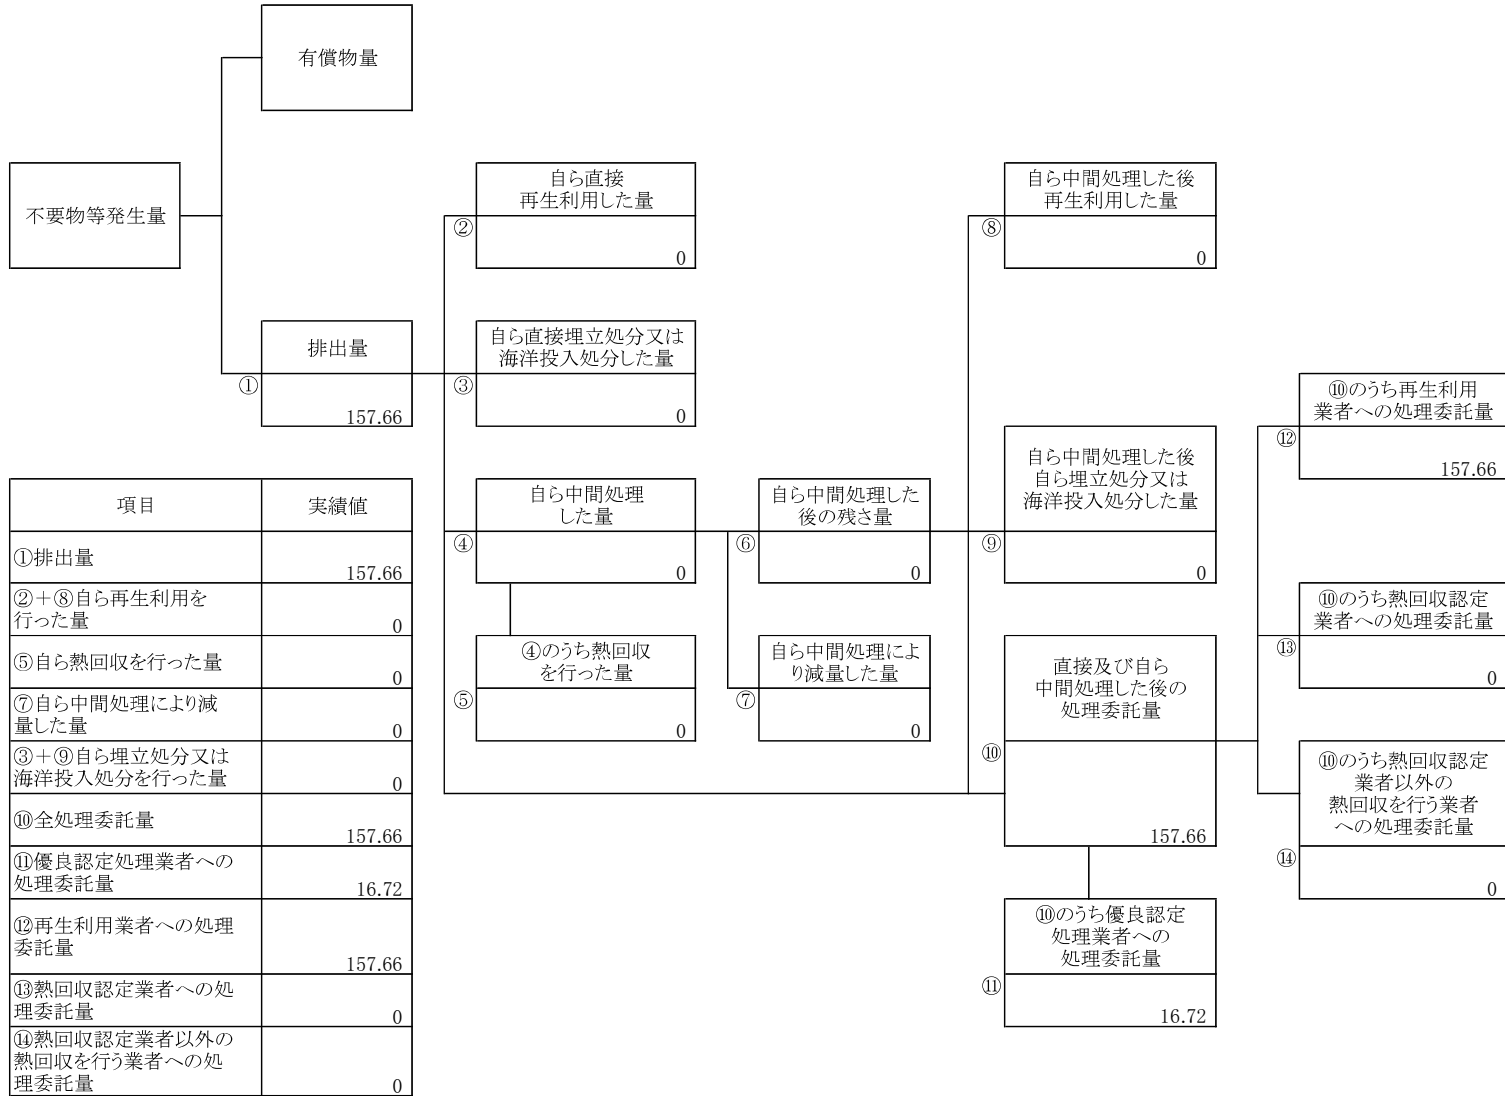 有償物量
不要物等発生量
排出量
①
157.66
自ら直接
再生利用した量
②
0
自ら直接埋立処分又は
海洋投入処分した量
③
0
自ら中間処理
した量
④
0
④のうち熱回収
を行った量
⑤
0
自ら中間処理した
後の残さ量
⑥
0
自ら中間処理によ
り減量した量
⑦
0
自ら中間処理した後
再生利用した量
⑧
0
自ら中間処理した後
自ら埋立処分又は
海洋投入処分した量
⑨
0
直接及び自ら
中間処理した後の
処理委託量
⑩
157.66
⑩のうち優良認定
処理業者への
処理委託量
⑪
16.72
⑩のうち再生利用
業者への処理委託量
⑫
157.66
⑩のうち熱回収認定
業者への処理委託量
⑬
0
⑩のうち熱回収認定
業者以外の
熱回収を行う業者
への処理委託量
⑭
0
項目 実績値
①排出量
157.66
②＋⑧自ら再生利用を
行った量
0
⑤自ら熱回収を行った量
0
⑦自ら中間処理により減
量した量
0
③＋⑨自ら埋立処分又は
海洋投入処分を行った量
0
⑩全処理委託量
157.66
⑪優良認定処理業者への
処理委託量
16.72
⑫再生利用業者への処理
委託量
157.66
⑬熱回収認定業者への処
理委託量
0
⑭熱回収認定業者以外の
熱回収を行う業者への処
理委託量
0